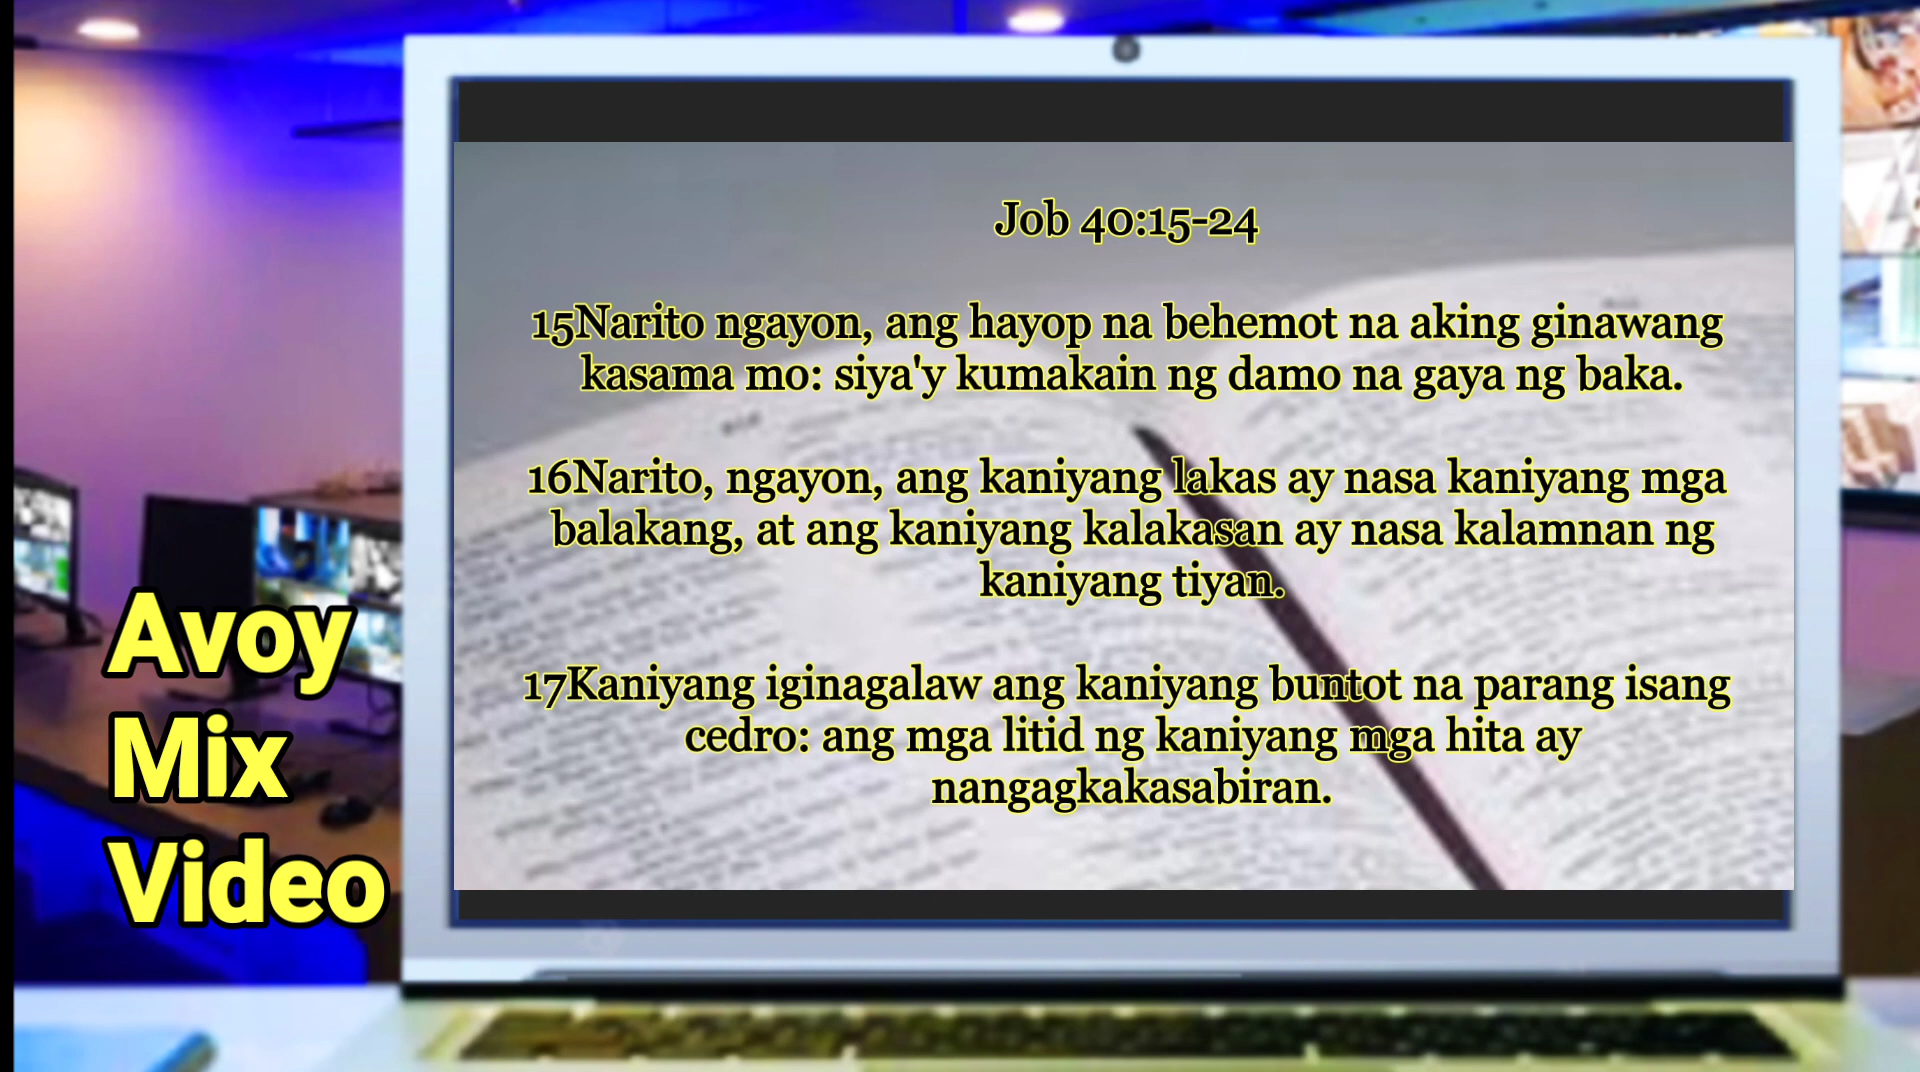 Job 40:15-24
15Narito ngayon, ang hayop na behemot na aking ginawang
kasama mo: siya'y kumakain ng damo na gaya ng baka.
16Narito, ngayon, ang kaniyang lakas ay nasa kaniyang mga
balakang, at ang kaniyang kalakasan ay nasa kalamnan ng
kaniyang tiyan.
17Kaniyang iginagalaw ang kaniyang buntot na parang isang
cedro: ang mga litid ng kaniyang mga hita ay
nangagkakasabiran.
Avoy
Mix
Video